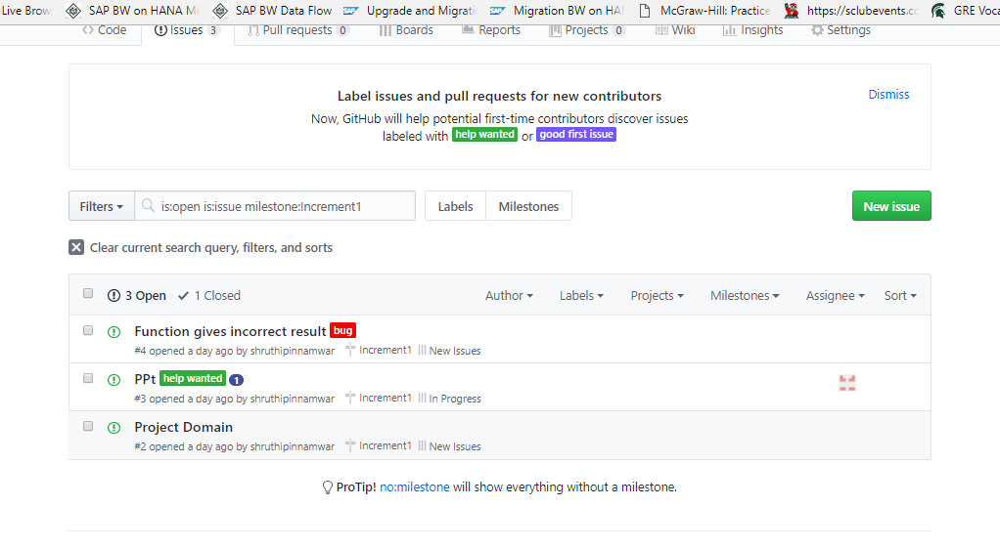 Live Brow SAP BW on HANA Mi SAP BW Data Flow Upgrade and Migrati Migration BW on HA McGraw-Hill: Practice https://sclubevents.c GRE Voca
Code Issues 3 Pull requests 0 Boards Reports Projects 0 Wiki Insights Settings
Label issues and pull requests for new contributors
Dismiss
Now, GitHub will help potential first-time contributors discover issues
labeled with help wanted or good first issue
Filters is:open is:issue milestone:Increment1 Labels Milestones New issue
Clear current search query, filters, and sorts
3 Open 1 Closed Author Labels Projects Milestones Assignee Sort
Function gives incorrect result bug
#4 opened a day ago by shruthipinnamwar Increment1 New Issues
PPt help wanted 1
#3 opened a day ago by shruthipinnamwar Increment1 In Progress
Project Domain
#2 opened a day ago by shruthipinnamwar Increment1 New Issues
ProTip! no:milestone will show everything without a milestone.